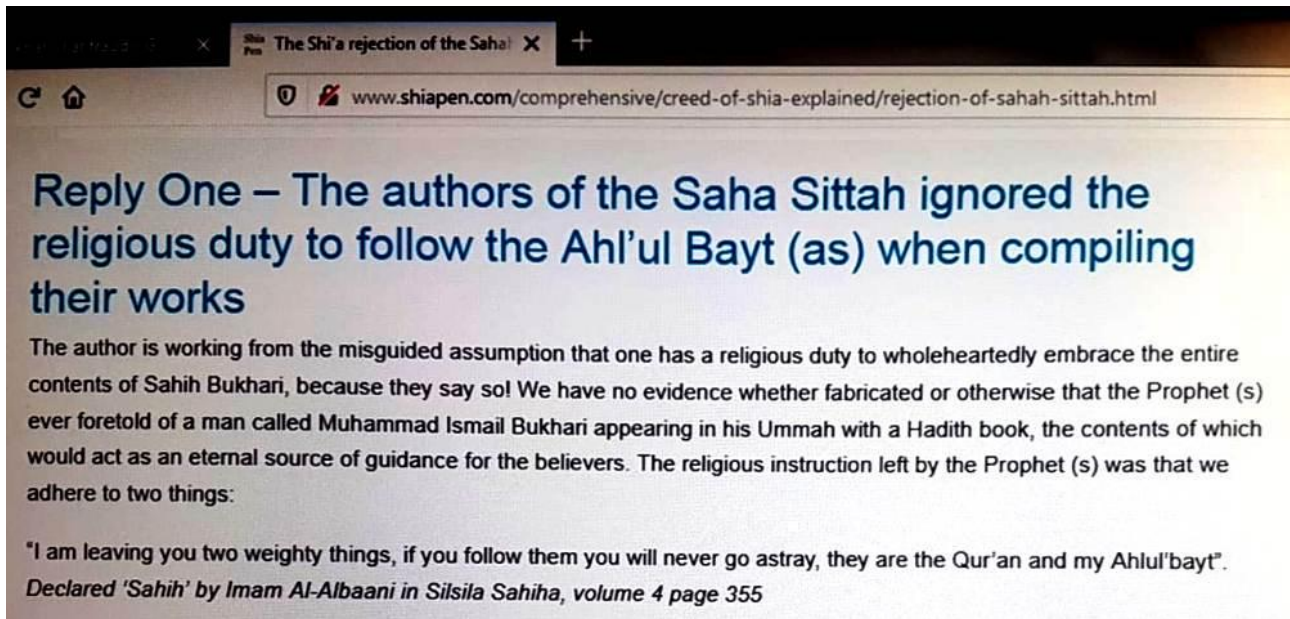 The Shi'a rejection of the Sahah
www.shiapen.com/comprehensive/creed-of-shia-explained/rejection-of-sahah-sittah.html
Reply One – The authors of the Saha Sittah ignored the
religious duty to follow the Ahl'ul Bayt (as) when compiling
their works
The author is working from the misguided assumption that one has a religious duty to wholeheartedly embrace the entire
contents of Sahih Bukhari, because they say so! We have no evidence whether fabricated or otherwise that the Prophet (s)
ever foretold of a man called Muhammad Ismail Bukhari appearing in his Ummah with a Hadith book, the contents of which
would act as an eternal source of guidance for the believers. The religious instruction left by the Prophet (s) was that we
adhere to two things:
"I am leaving you two weighty things, if you follow them you will never go astray, they are the Qur'an and my Ahlul'bayt".
Declared 'Sahih' by Imam Al-Albaani in Silsila Sahiha, volume 4 page 355